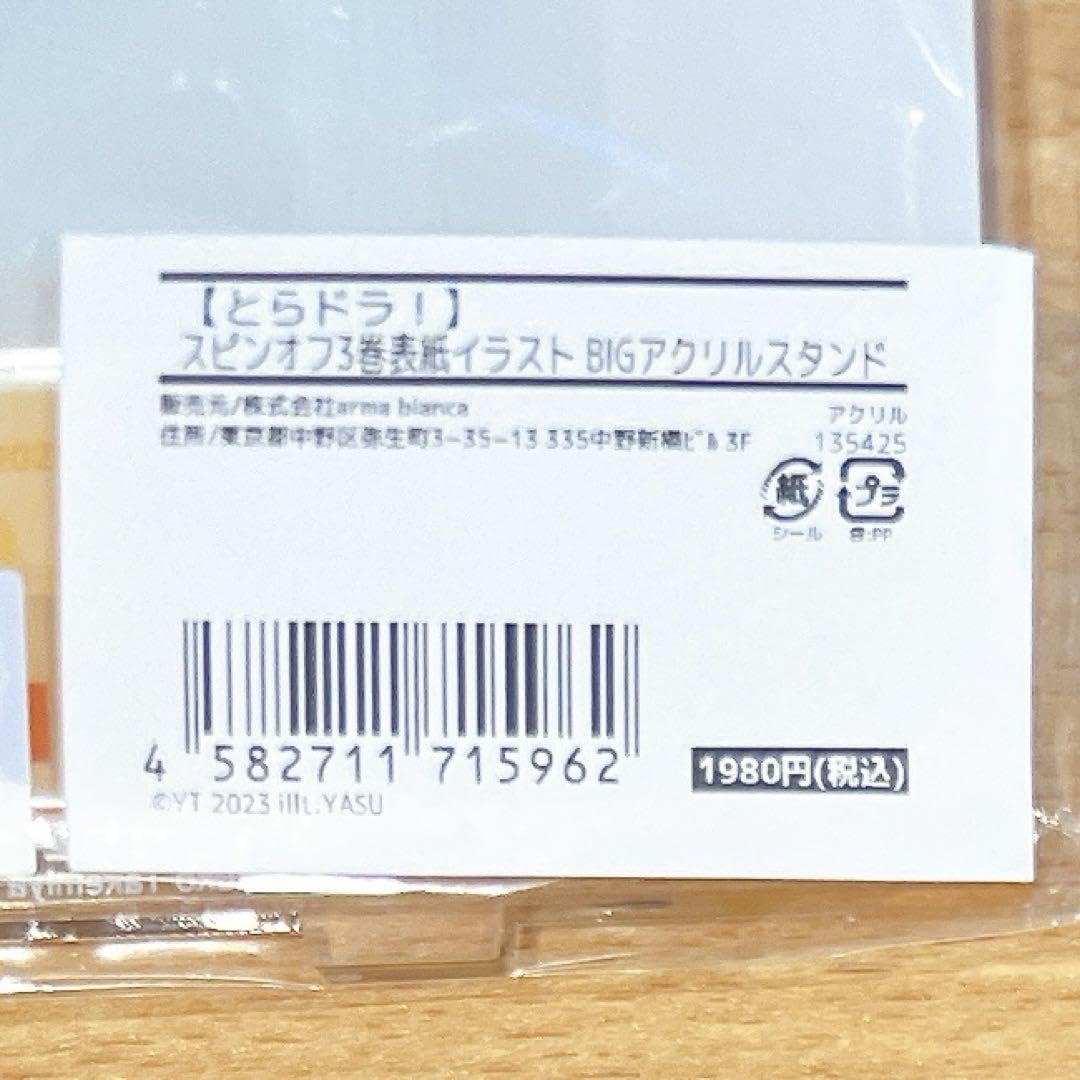 【とらドラ！】
スピンオフ3巻表紙イラスト BIGアクリルスタンド
販売元/株式会社arma bianca
アクリル
住所/東京都中野区弥生町3-35-13 335中野新橋ﾋﾞﾙ 3F
135425
紙
プラ
シール
袋:PP
4 582711 715962
1980円(税込)
©YT 2023 illt.YASU